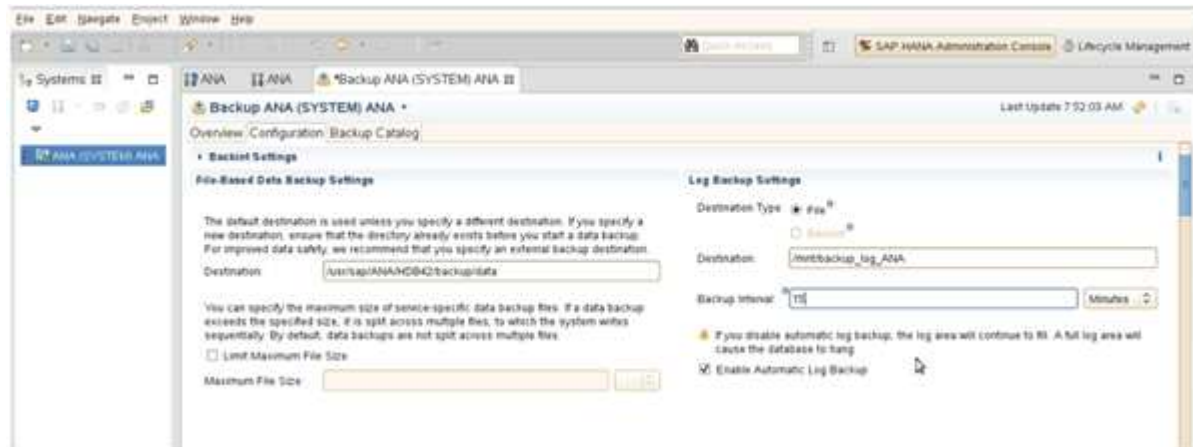 File Edit Navigate Project Window Help
Quick Access
SAP HANA Administration Console
Lifecycle Management
Systems
ANA
ANA
*Backup ANA (SYSTEM) ANA
Backup ANA (SYSTEM) ANA
Last Update 7:52:03 AM
Overview Configuration Backup Catalog
ANA (SYSTEM) ANA
Backint Settings
File-Based Data Backup Settings
The default destination is used unless you specify a different destination. If you specify a
new destination, ensure that the directory already exists before you start a data backup.
For improved data safety, we recommend that you specify an external backup destination.
Destination: /usr/sap/ANA/HDB42/backup/data
You can specify the maximum size of service-specific data backup files. If a data backup
exceeds the specified size, it is split across multiple files, to which the system writes
sequentially. By default, data backups are not split across multiple files.
Limit Maximum File Size
Maximum File Size
Log Backup Settings
Destination Type File
Backint
Destination: /mnt/backup_log_ANA
Backup Interval: 15 Minutes
If you disable automatic log backup, the log area will continue to fill. A full log area will
cause the database to hang
Enable Automatic Log Backup